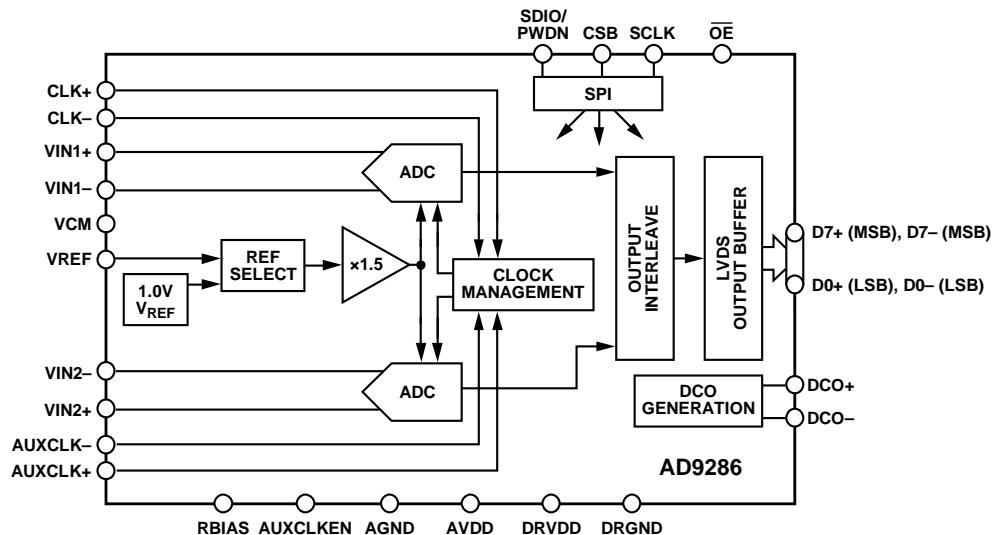 SDIO/
PWDN
CSB
SCLK
OE
CLK+
CLK–
VIN1+
VIN1–
VCM
VREF
VIN2–
VIN2+
AUXCLK–
AUXCLK+
SPI
ADC
REF
SELECT
×1.5
1.0V
VREF
CLOCK
MANAGEMENT
ADC
OUTPUT
INTERLEAVE
LVDS
OUTPUT BUFFER
D7+ (MSB), D7– (MSB)
D0+ (LSB), D0– (LSB)
DCO
GENERATION
DCO+
DCO–
AD9286
RBIAS
AUXCLKEN
AGND
AVDD
DRVDD
DRGND